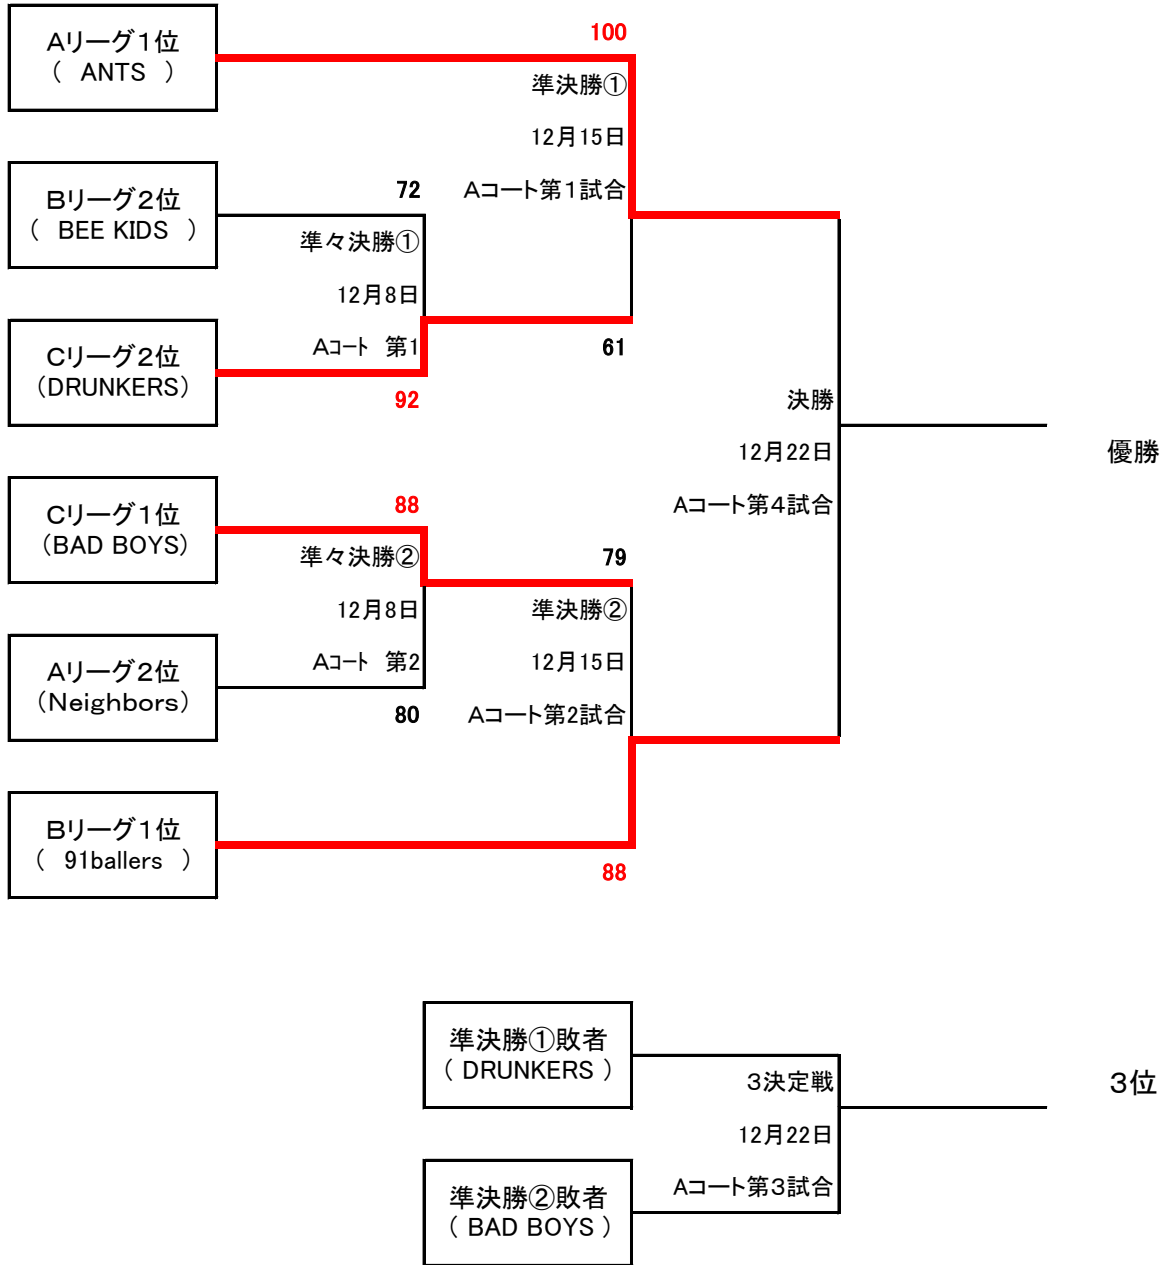 Aリーグ1位
（ ANTS ）
100
準決勝①
12月15日
Aコート第1試合
Bリーグ2位
（ BEE KIDS ）
72
準々決勝①
12月8日
Aコート 第1
Cリーグ2位
(DRUNKERS)
92
61
決勝
12月22日
Aコート第4試合
優勝
Cリーグ1位
(BAD BOYS)
88
準々決勝②
12月8日
Aコート 第2
79
準決勝②
12月15日
Aコート第2試合
Aリーグ2位
（Neighbors）
80
Bリーグ1位
（ 91ballers ）
88
準決勝①敗者
( DRUNKERS )
3決定戦
12月22日
Aコート第3試合
3位
準決勝②敗者
( BAD BOYS )